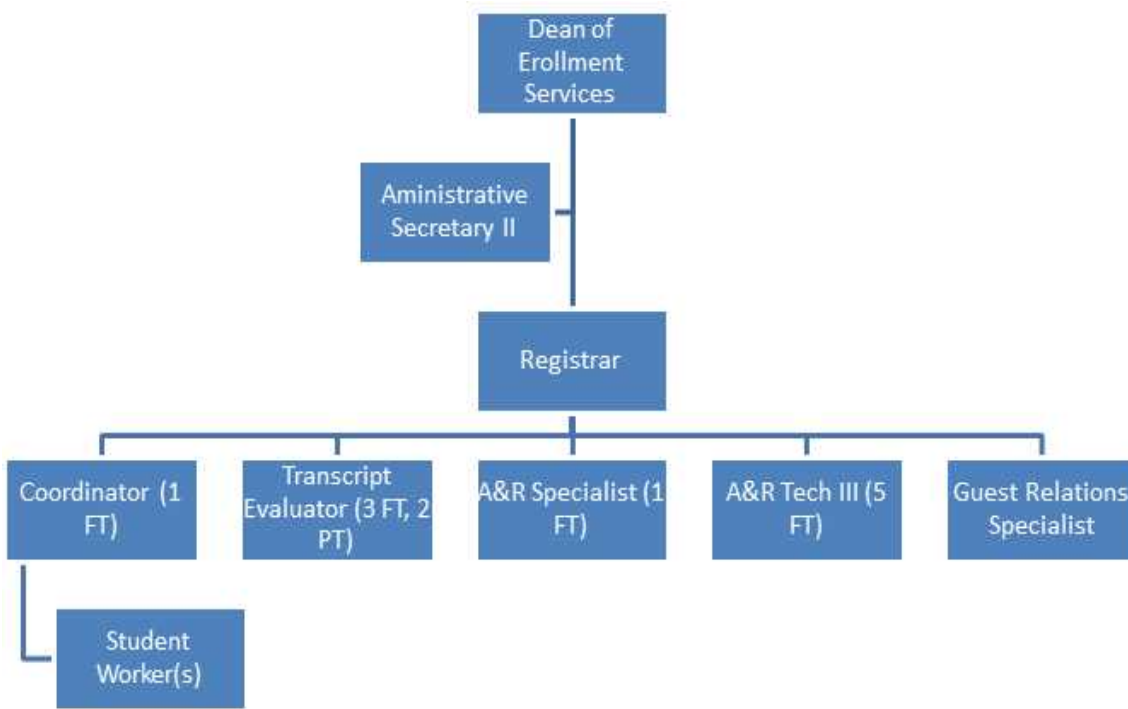 Dean of
Erollment
Services
Aministrative
Secretary II
Registrar
Coordinator (1
FT)
Transcript
Evaluator (3 FT, 2
PT)
A&R Specialist (1
FT)
A&R Tech III (5
FT)
Guest Relations
Specialist
Student
Worker(s)